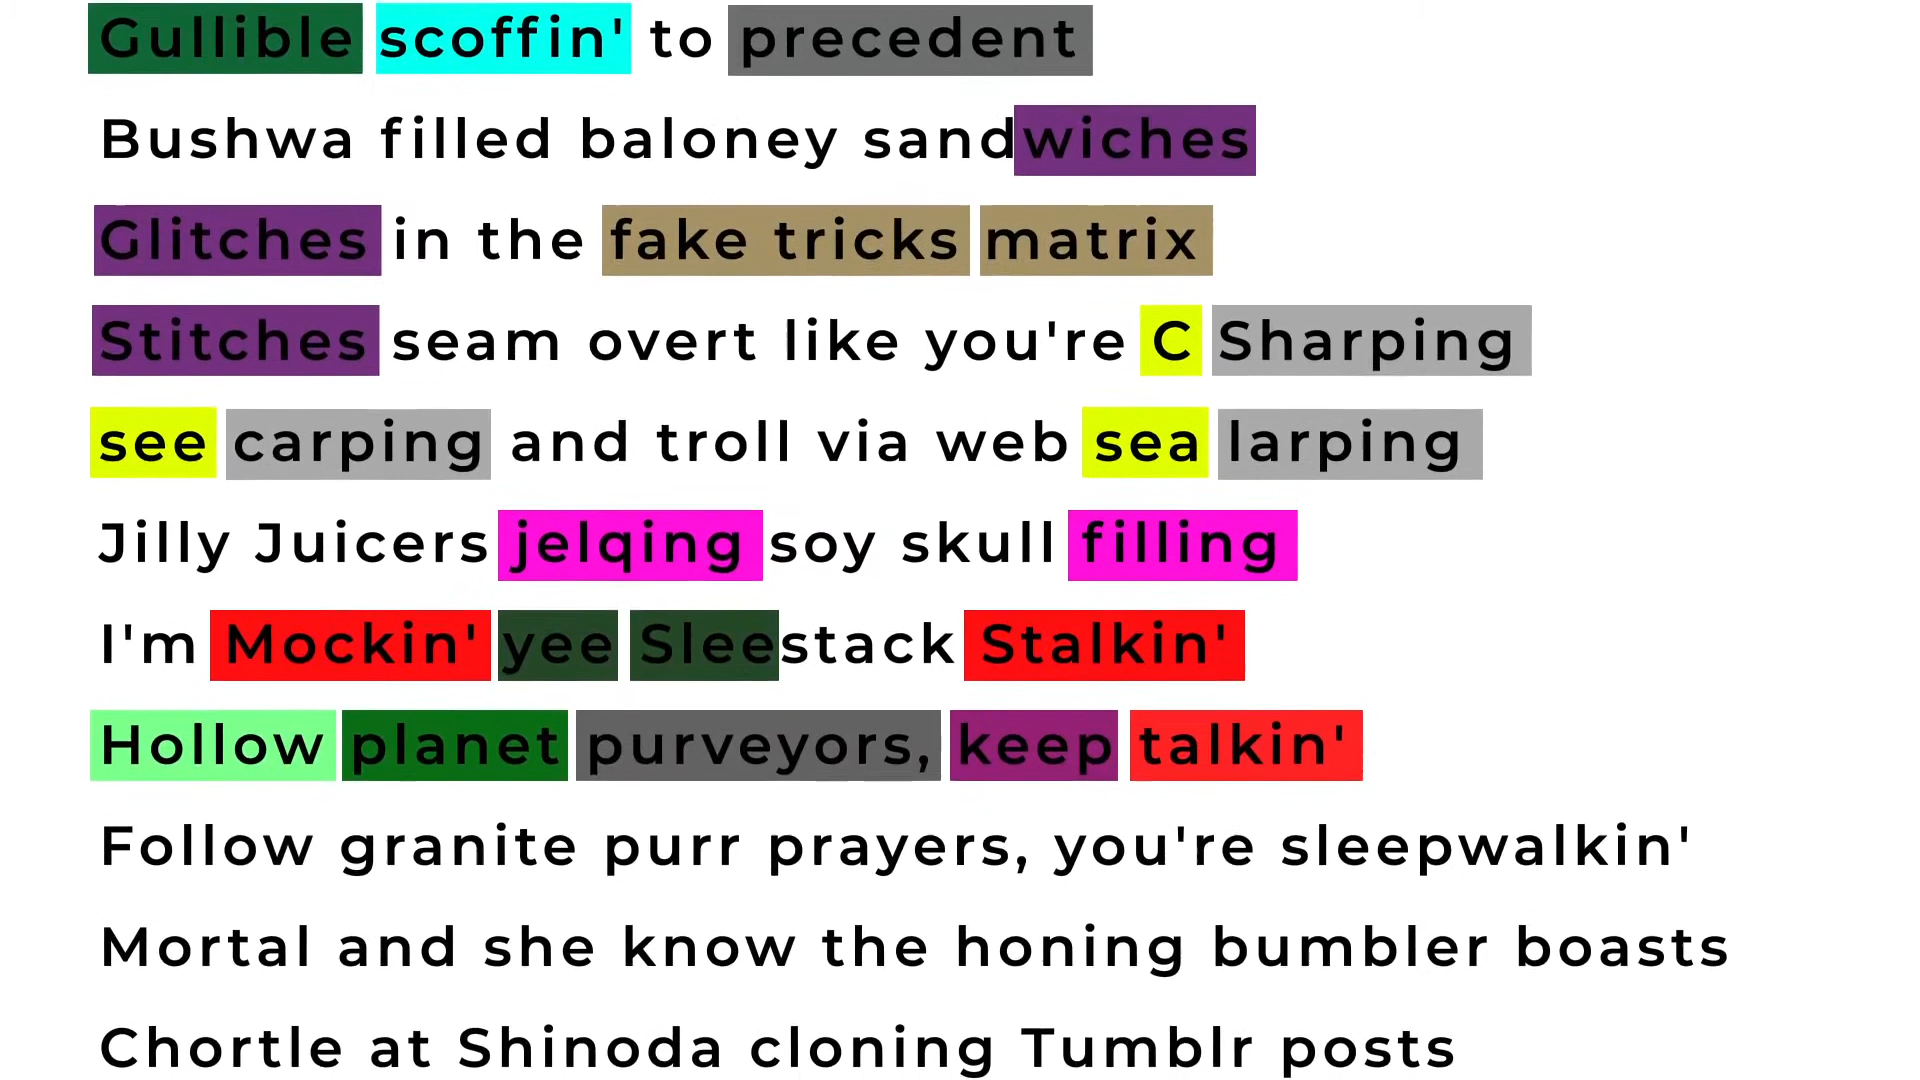 Gullible scoffin' to precedent
Bushwa filled baloney sandwiches
Glitches in the fake tricks matrix
Stitches seam overt like you're C Sharping
see carping and troll via web sea larping
Jilly Juicers jelqing soy skull filling
I'm Mockin' yee Sleestack Stalkin'
Hollow planet purveyors, keep talkin'
Follow granite purr prayers, you're sleepwalkin'
Mortal and she know the honing bumbler boasts
Chortle at Shinoda cloning Tumblr posts